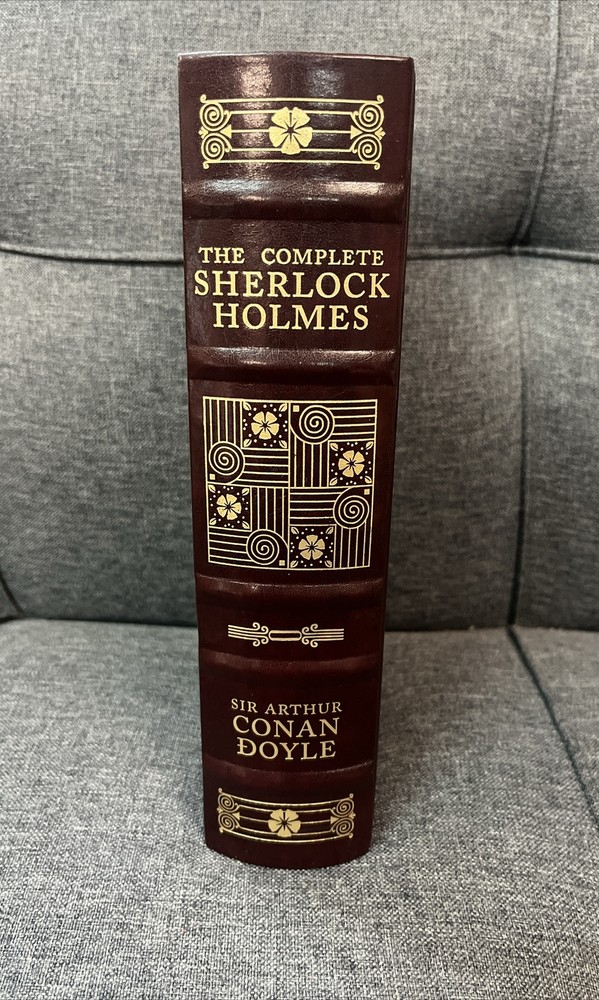 THE COMPLETE
SHERLOCK
HOLMES
SIR ARTHUR
CONAN
DOYLE